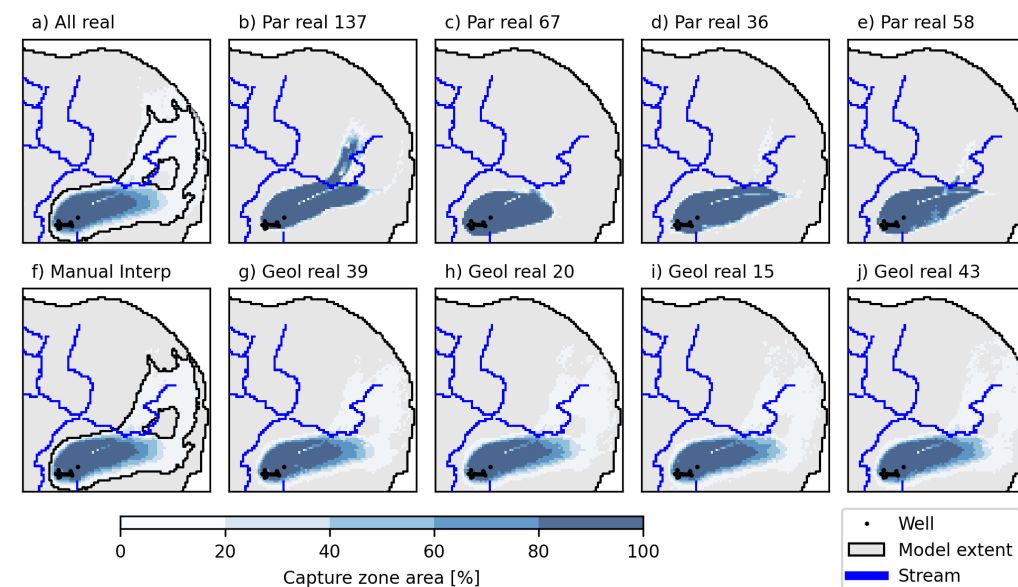 a) All real
b) Par real 137
c) Par real 67
d) Par real 36
e) Par real 58
f) Manual Interp
g) Geol real 39
h) Geol real 20
i) Geol real 15
j) Geol real 43
0 20 40 60 80 100
Capture zone area [%]
Well
Model extent
Stream